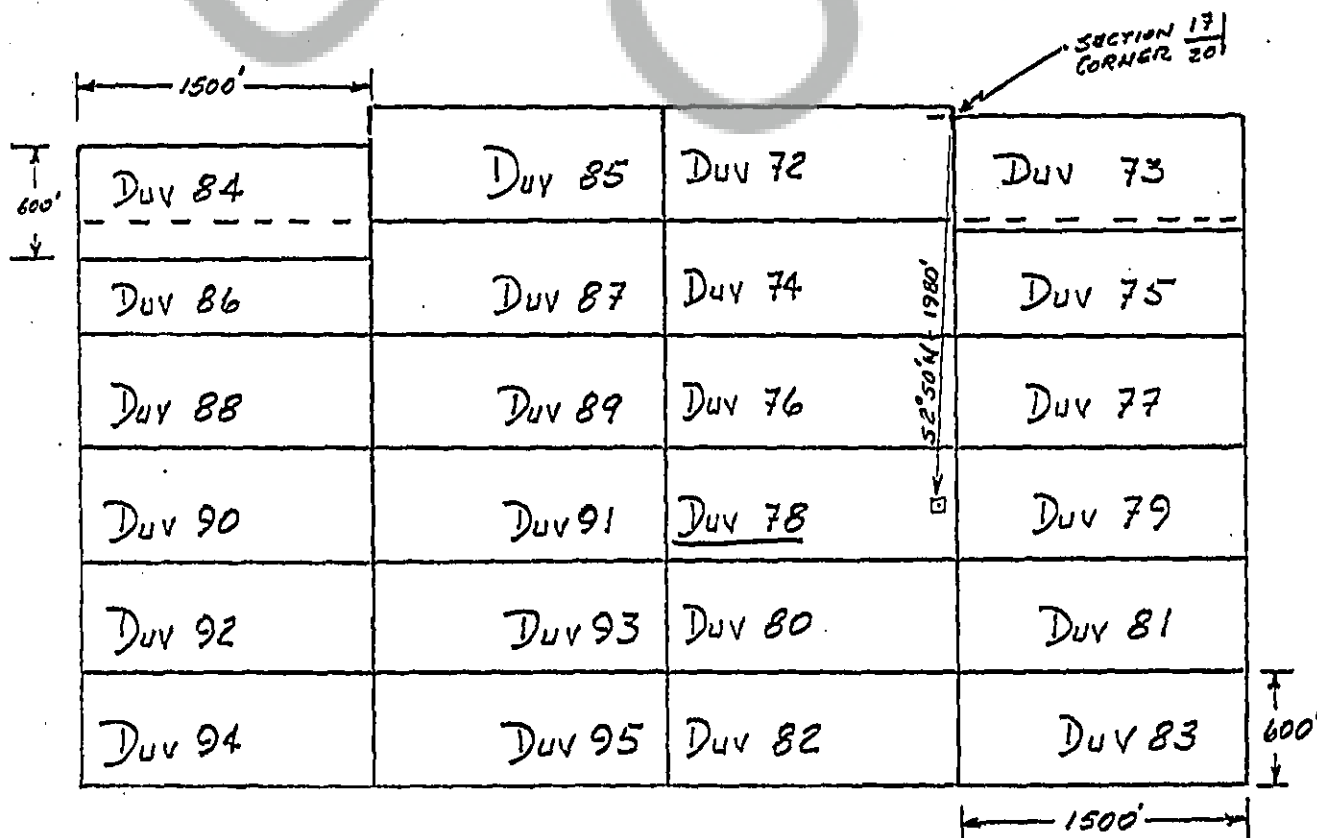 SECTION 17
CORNER 20
1500'
600'
Duv 84
Duv 85
Duv 72
Duv 73
Duv 86
Duv 87
Duv 74
Duv 75
S2°50'W - 1980'
Duv 88
Duv 89
Duv 76
Duv 77
Duv 90
Duv 91
Duv 78
Duv 79
Duv 92
Duv 93
Duv 80
Duv 81
Duv 94
Duv 95
Duv 82
Duv 83
600'
1500'